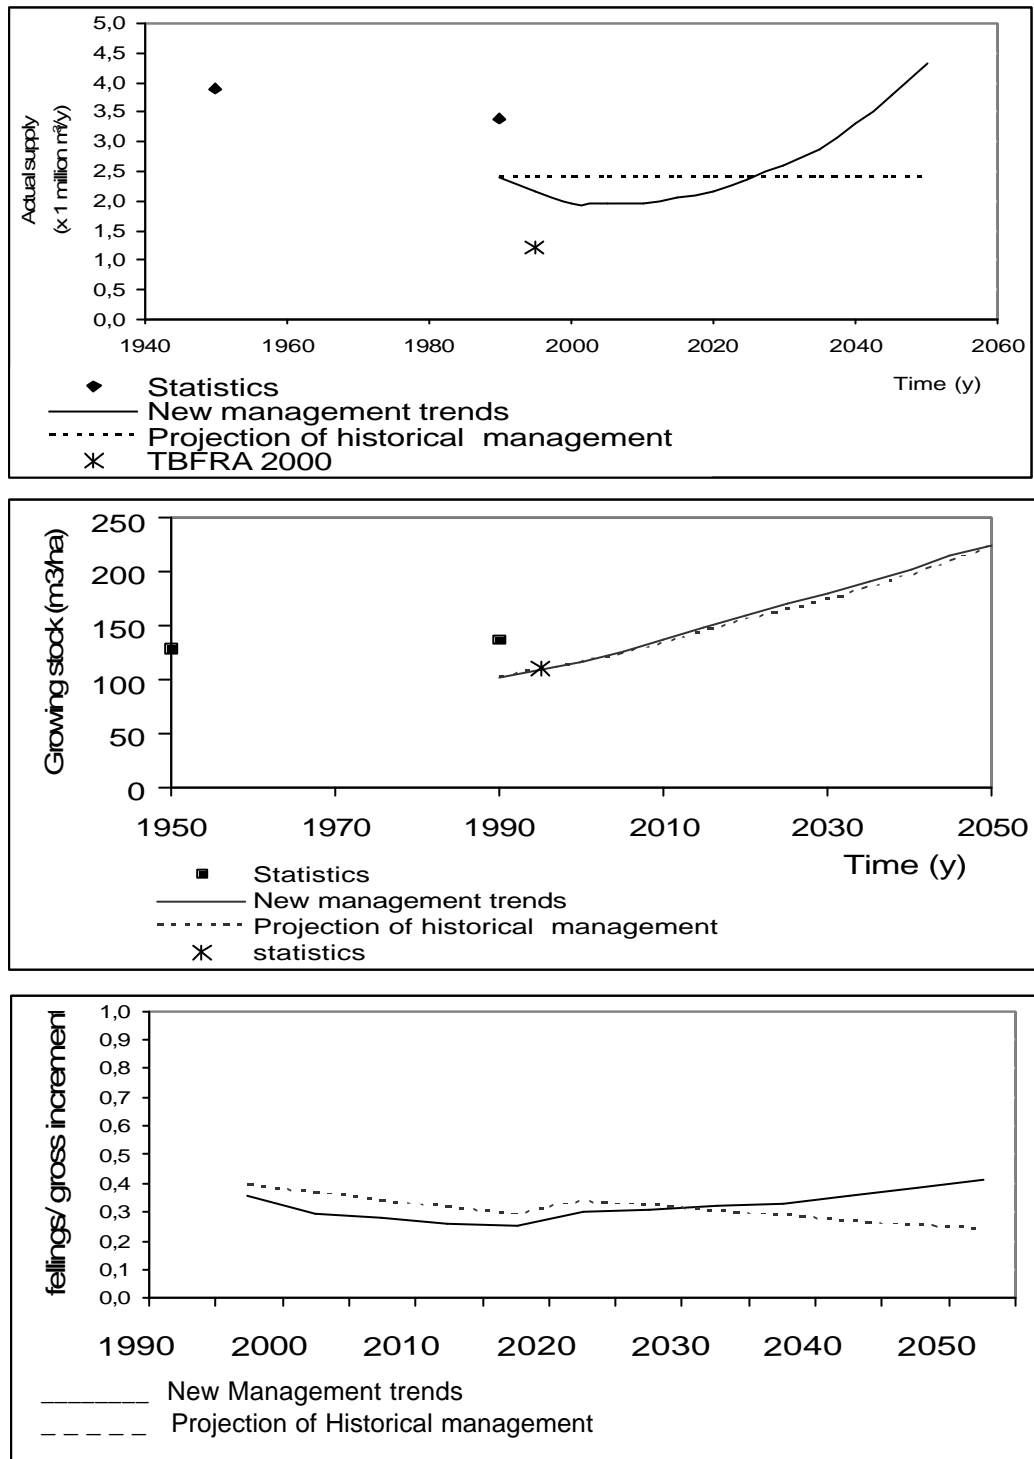 5,0
4,5
4,0
3,5
3,0
2,5
2,0
1,5
1,0
0,5
0,0
Actual supply
(x 1 million m³/y)
1940 1960 1980 2000 2020 2040 2060
Time (y)
Statistics
New management trends
Projection of historical management
TBFRA 2000
250
200
150
100
50
0
Growing stock (m3/ha)
1950 1970 1990 2010 2030 2050
Time (y)
Statistics
New management trends
Projection of historical management
statistics
1,0
0,9
0,8
0,7
0,6
0,5
0,4
0,3
0,2
0,1
0,0
fellings/ gross increment
1990 2000 2010 2020 2030 2040 2050
New Management trends
Projection of Historical management